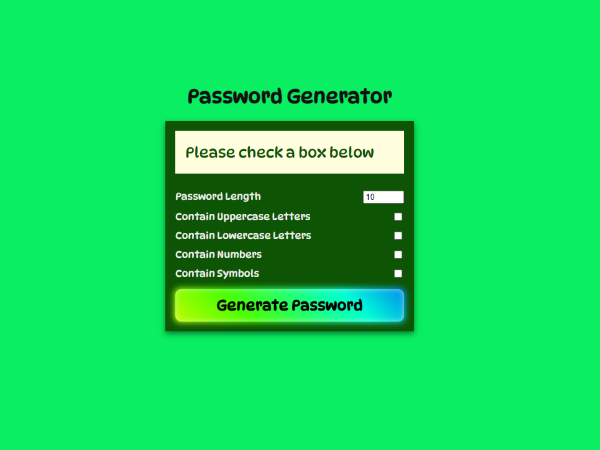 Password Generator
Please check a box below
Password Length 10
Contain Uppercase Letters
Contain Lowercase Letters
Contain Numbers
Contain Symbols
Generate Password